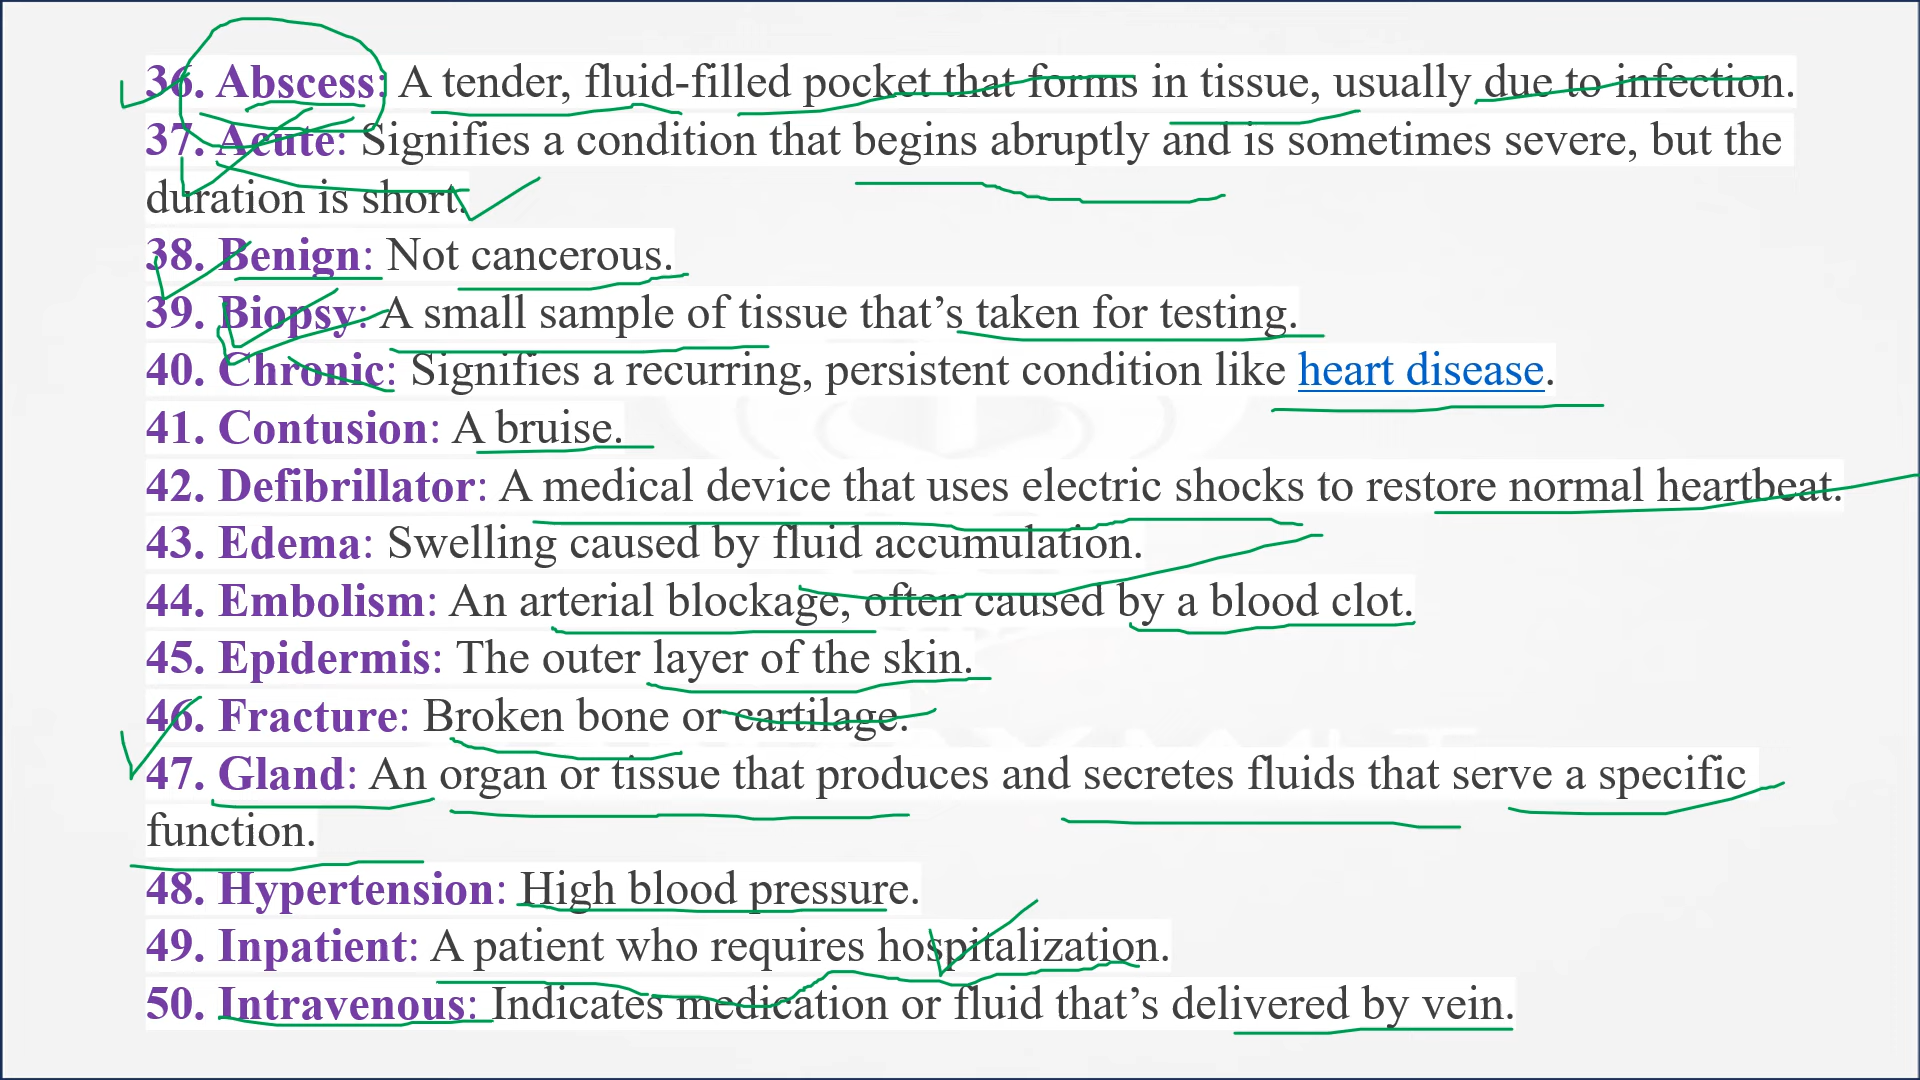 36. Abscess: A tender, fluid-filled pocket that forms in tissue, usually due to infection.
37. Acute: Signifies a condition that begins abruptly and is sometimes severe, but the
duration is short.
38. Benign: Not cancerous.
39. Biopsy: A small sample of tissue that’s taken for testing.
40. Chronic: Signifies a recurring, persistent condition like heart disease.
41. Contusion: A bruise.
42. Defibrillator: A medical device that uses electric shocks to restore normal heartbeat.
43. Edema: Swelling caused by fluid accumulation.
44. Embolism: An arterial blockage, often caused by a blood clot.
45. Epidermis: The outer layer of the skin.
46. Fracture: Broken bone or cartilage.
47. Gland: An organ or tissue that produces and secretes fluids that serve a specific
function.
48. Hypertension: High blood pressure.
49. Inpatient: A patient who requires hospitalization.
50. Intravenous: Indicates medication or fluid that’s delivered by vein.